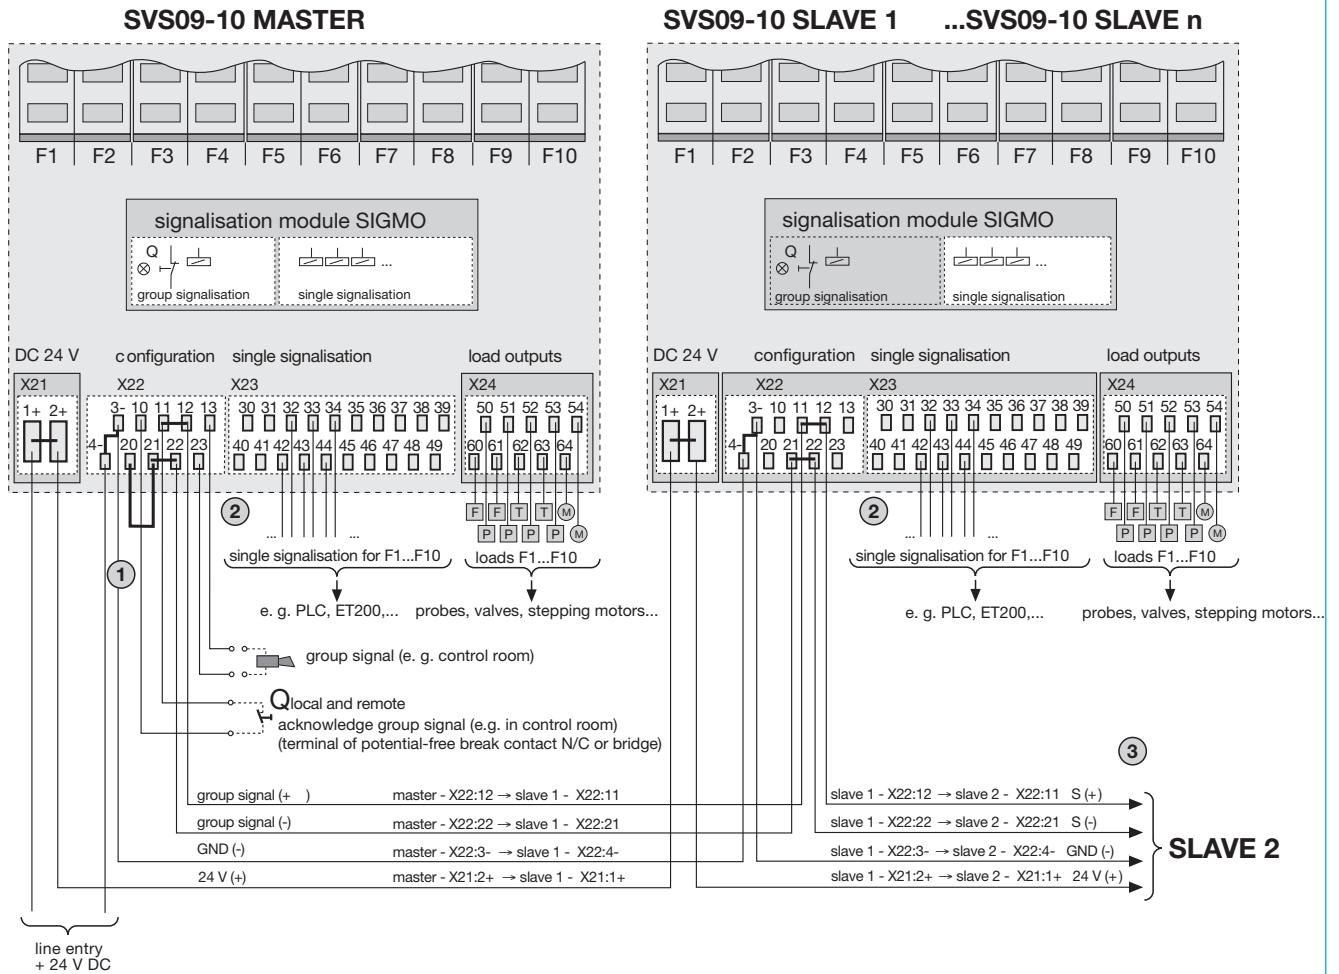 SVS09-10 MASTER
SVS09-10 SLAVE 1 ...SVS09-10 SLAVE n
F1 F2 F3 F4 F5 F6 F7 F8 F9 F10
F1 F2 F3 F4 F5 F6 F7 F8 F9 F10
signalisation module SIGMO
Q
...
group signalisation
single signalisation
signalisation module SIGMO
Q
...
group signalisation
single signalisation
DC 24 V configuration single signalisation load outputs
X21 X22 X23 X24
1+ 2+
3- 10 11 12 13
4- 20 21 22 23
30 31 32 33 34 35 36 37 38 39
40 41 42 43 44 45 46 47 48 49
50 51 52 53 54
60 61 62 63 64
DC 24 V configuration single signalisation load outputs
X21 X22 X23 X24
1+ 2+
3- 10 11 12 13
4- 20 21 22 23
30 31 32 33 34 35 36 37 38 39
40 41 42 43 44 45 46 47 48 49
50 51 52 53 54
60 61 62 63 64
2
F F T T M
P P P P M
... ...
single signalisation for F1...F10
loads F1...F10
1
e. g. PLC, ET200,...
probes, valves, stepping motors...
2
F F T T M
P P P P M
... ...
single signalisation for F1...F10
loads F1...F10
e. g. PLC, ET200,...
probes, valves, stepping motors...
group signal (e. g. control room)
Q local and remote
acknowledge group signal (e.g. in control room)
(terminal of potential-free break contact N/C or bridge)
3
group signal (+ ) master - X22:12 → slave 1 - X22:11
group signal (-) master - X22:22 → slave 1 - X22:21
GND (-) master - X22:3- → slave 1 - X22:4-
24 V (+) master - X21:2+ → slave 1 - X21:1+
slave 1 - X22:12 → slave 2 - X22:11 S (+)
slave 1 - X22:22 → slave 2 - X22:21 S (-)
slave 1 - X22:3- → slave 2 - X22:4- GND (-)
slave 1 - X21:2+ → slave 2 - X21:1+ 24 V (+)
SLAVE 2
line entry
+ 24 V DC